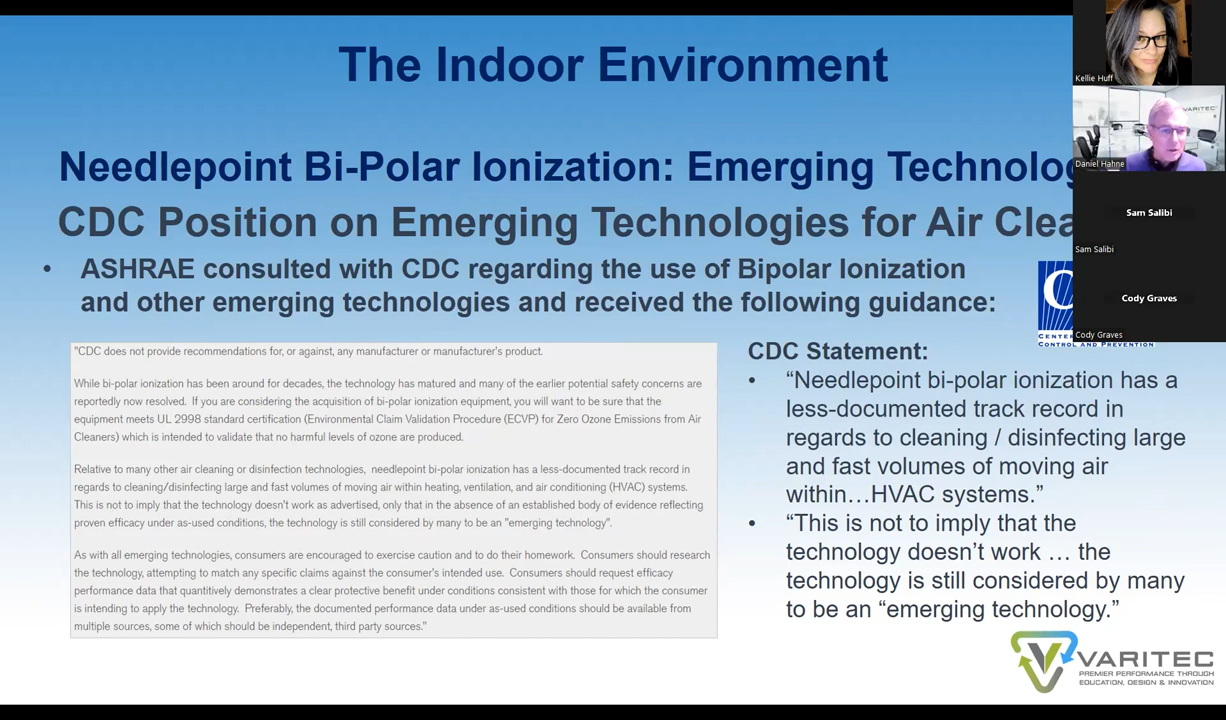 The Indoor Environment
Kellie Huff
VARITEC
Daniel Hahne
Needlepoint Bi-Polar Ionization: Emerging
CDC Position on Emerging Technologies for Air
Sam Salibi
Sam Salibi
Cody Graves
Cody Graves
• ASHRAE consulted with CDC regarding the use of Bipolar Ionization
and other emerging technologies and received the following guidance:
CONTROL AND PREVENTION
"CDC does not provide recommendations for, or against, any manufacturer or manufacturer's product.
While bi-polar ionization has been around for decades, the technology has matured and many of the earlier potential safety concerns are
reportedly now resolved. If you are considering the acquisition of bi-polar ionization equipment, you will want to be sure that the
equipment meets UL 2998 standard certification (Environmental Claim Validation Procedure (ECVP) for Zero Ozone Emissions from Air
Cleaners) which is intended to validate that no harmful levels of ozone are produced.
Relative to many other air cleaning or disinfection technologies, needlepoint bi-polar ionization has a less-documented track record in
regards to cleaning/disinfecting large and fast volumes of moving air within heating, ventilation, and air conditioning (HVAC) systems.
This is not to imply that the technology doesn't work as advertised, only that in the absence of an established body of evidence reflecting
proven efficacy under as-used conditions, the technology is still considered by many to be an "emerging technology".
As with all emerging technologies, consumers are encouraged to exercise caution and to do their homework. Consumers should research
the technology, attempting to match any specific claims against the consumer's intended use. Consumers should request efficacy
performance data that quantitively demonstrates a clear protective benefit under conditions consistent with those for which the consumer
is intending to apply the technology. Preferably, the documented performance data under as-used conditions should be available from
multiple sources, some of which should be independent, third party sources."
CDC Statement:
• “Needlepoint bi-polar ionization has a
less-documented track record in
regards to cleaning / disinfecting large
and fast volumes of moving air
within…HVAC systems.”
• “This is not to imply that the
technology doesn’t work … the
technology is still considered by many
to be an “emerging technology.”
VARITEC
PREMIER PERFORMANCE THROUGH
EDUCATION, DESIGN & INNOVATION